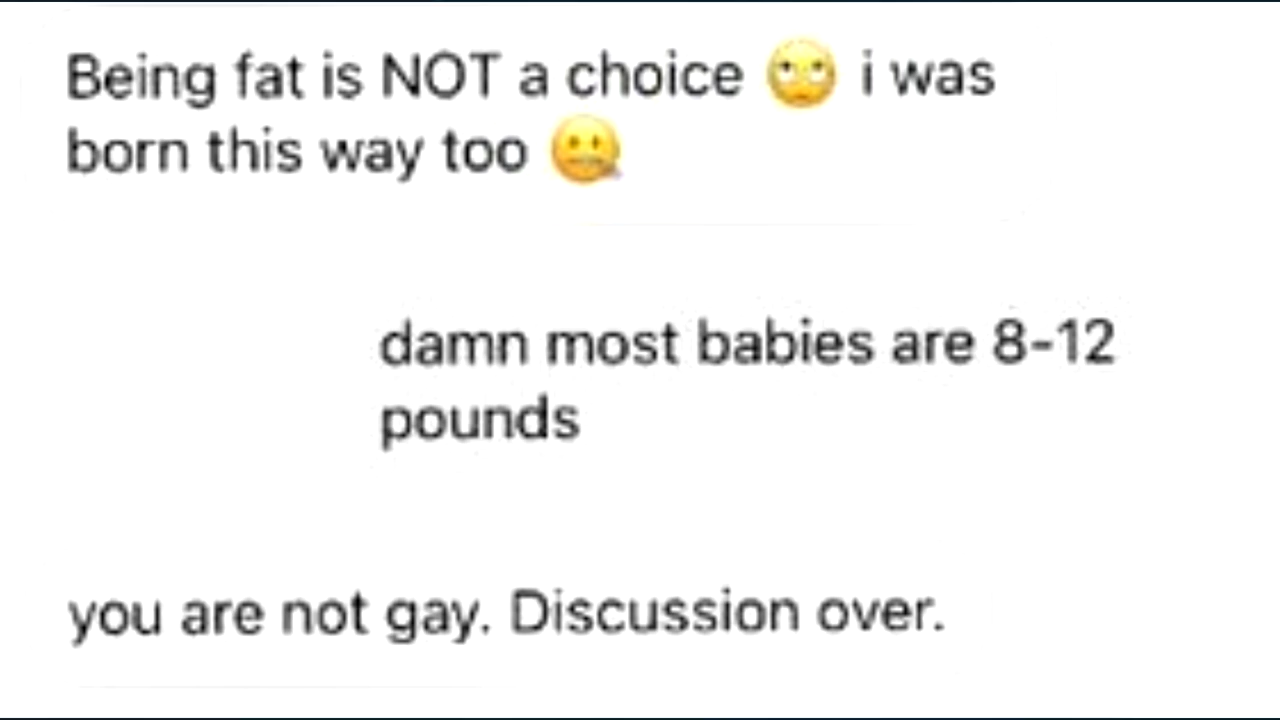 Being fat is NOT a choice 🙄 i was
born this way too 🤐
damn most babies are 8-12
pounds
you are not gay. Discussion over.